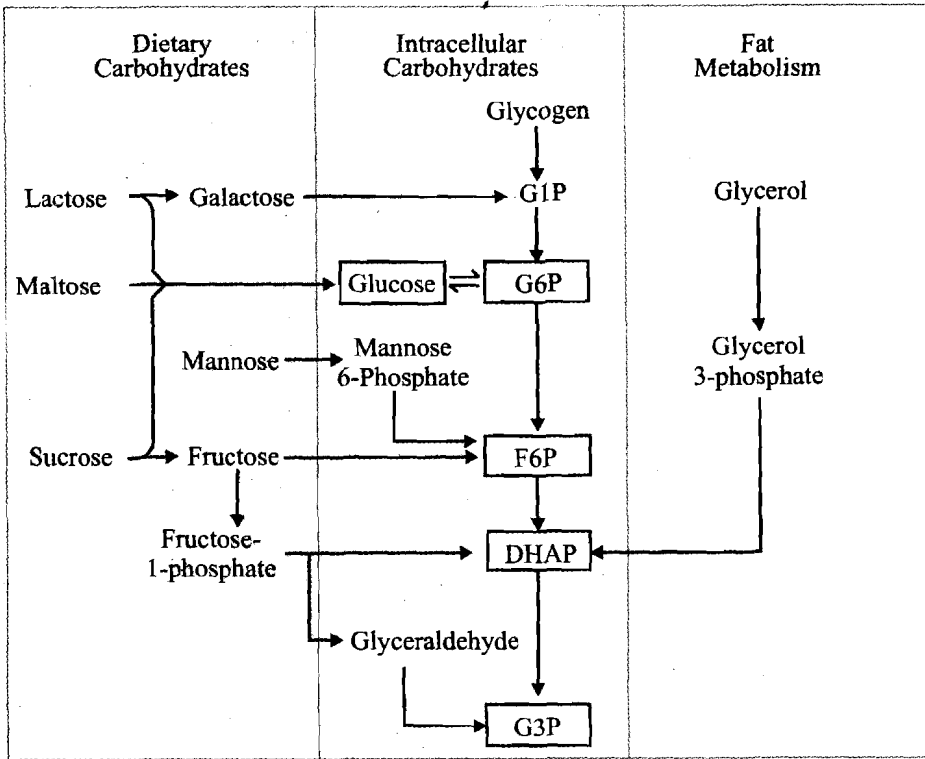 Dietary
Carbohydrates
Intracellular
Carbohydrates
Fat
Metabolism
Glycogen
Lactose
Galactose
G1P
Glycerol
Maltose
Glucose
G6P
Mannose
Mannose
6-Phosphate
Glycerol
3-phosphate
Sucrose
Fructose
F6P
Fructose-
1-phosphate
DHAP
Glyceraldehyde
G3P